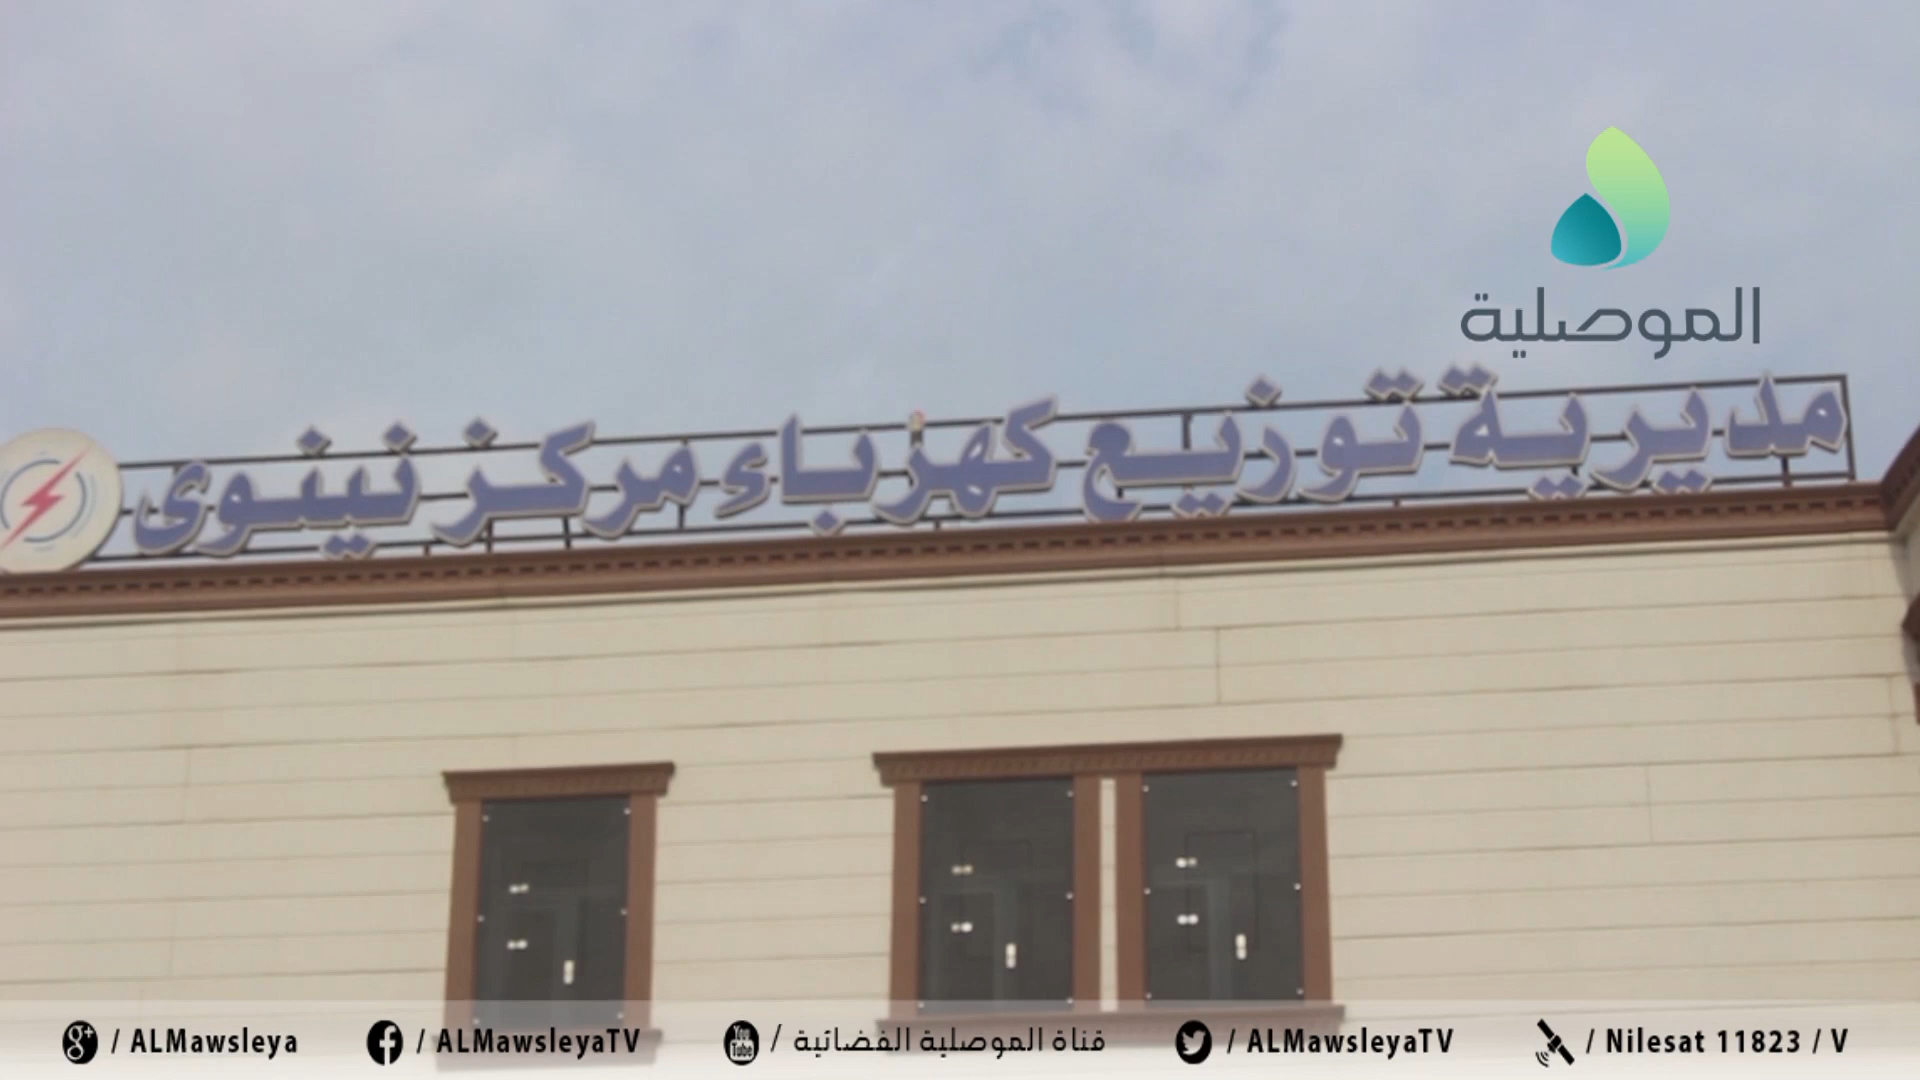 الموصلية
مديرية توزيع كهرباء مركز نينوى
/ ALMawsleya
/ ALMawsleyaTV
/ قناة الموصلية الفضائية
/ ALMawsleyaTV
/ Nilesat 11823 / V